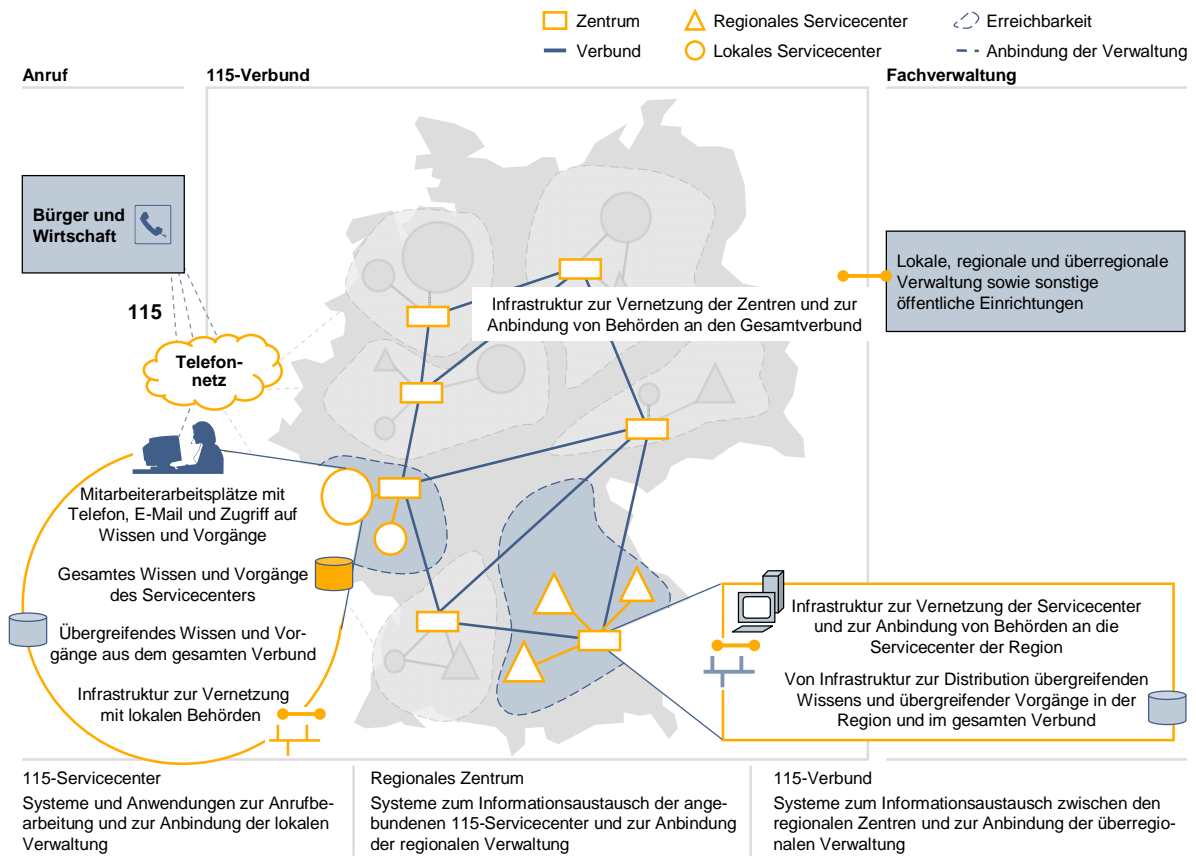 Zentrum
Regionales Servicecenter
Erreichbarkeit
Verbund
Lokales Servicecenter
Anbindung der Verwaltung
Anruf
115-Verbund
Fachverwaltung
Bürger und
Wirtschaft
115
Telefon-
netz
Infrastruktur zur Vernetzung der Zentren und zur
Anbindung von Behörden an den Gesamtverbund
Lokale, regionale und überregionale
Verwaltung sowie sonstige
öffentliche Einrichtungen
Mitarbeiterarbeitsplätze mit
Telefon, E-Mail und Zugriff auf
Wissen und Vorgänge
Gesamtes Wissen und Vorgänge
des Servicecenters
Übergreifendes Wissen und Vor-
gänge aus dem gesamten Verbund
Infrastruktur zur Vernetzung
mit lokalen Behörden
Infrastruktur zur Vernetzung der Servicecenter
und zur Anbindung von Behörden an die
Servicecenter der Region
Von Infrastruktur zur Distribution übergreifenden
Wissens und übergreifender Vorgänge in der
Region und im gesamten Verbund
115-Servicecenter
Systeme und Anwendungen zur Anrufbe-
arbeitung und zur Anbindung der lokalen
Verwaltung
Regionales Zentrum
Systeme zum Informationsaustausch der ange-
bundenen 115-Servicecenter und zur Anbindung
der regionalen Verwaltung
115-Verbund
Systeme zum Informationsaustausch zwischen den
regionalen Zentren und zur Anbindung der überregio-
nalen Verwaltung